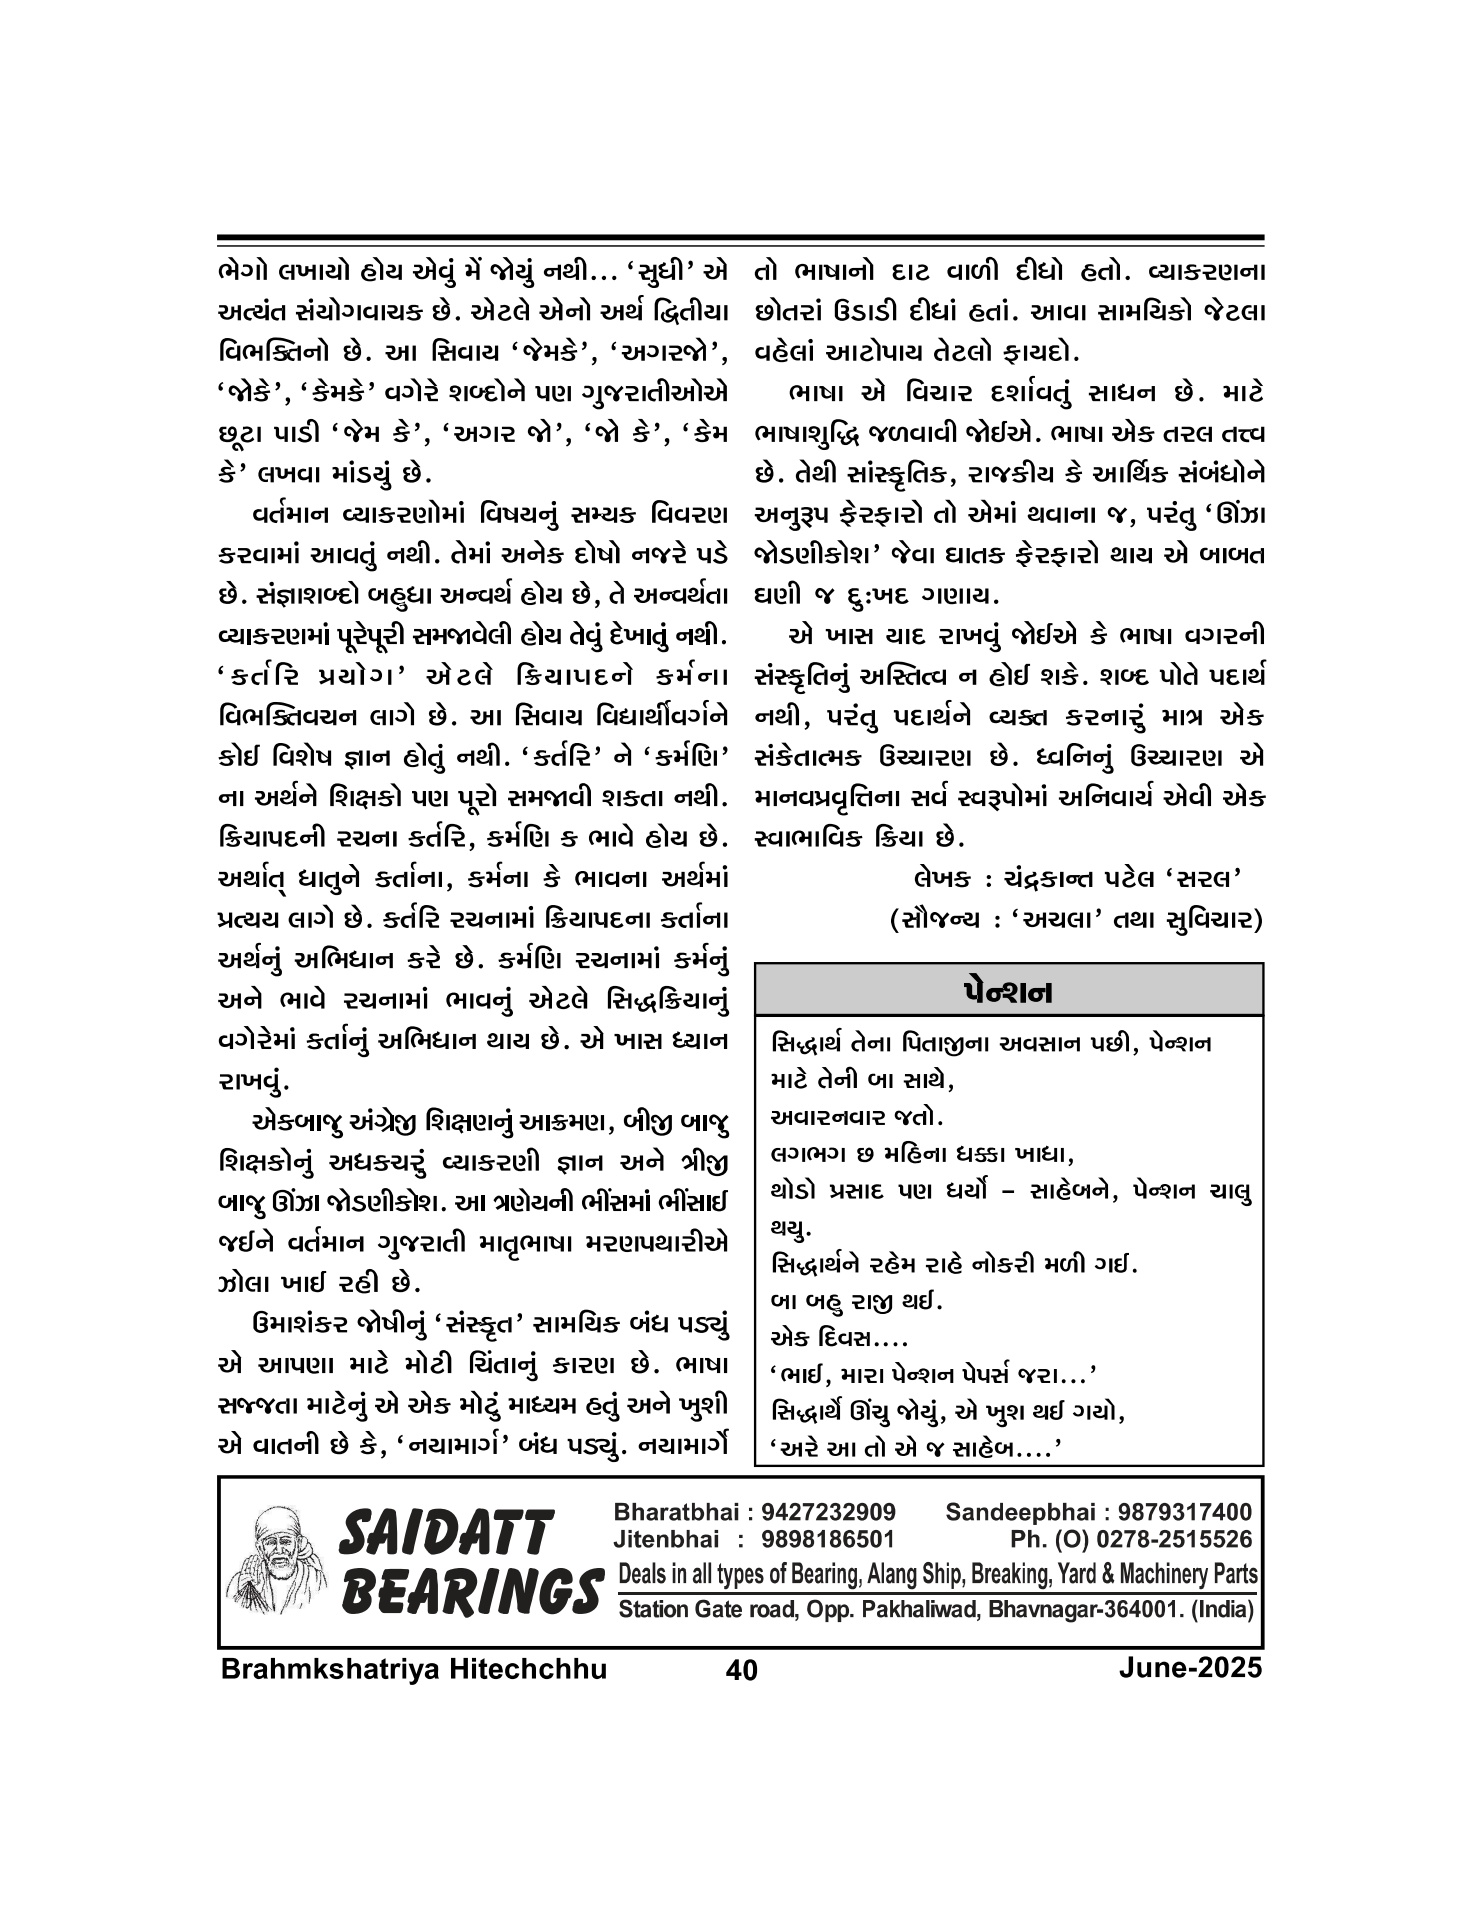 ભેગો લખાયો હોય એવું મેં જોયું નથી... ‘સુધી’ એ
અત્યંત સંયોગવાચક છે. એટલે એનો અર્થ દ્વિતીયા
વિભક્તિનો છે. આ સિવાય ‘જેમકે’, ‘અગરજો’,
‘જોકે’, ‘કેમકે’ વગેરે શબ્દોને પણ ગુજરાતીઓએ
છૂટા પાડી ‘જેમ કે’, ‘અગર જો’, ‘જો કે’, ‘કેમ
કે’ લખવા માંડયું છે.
વર્તમાન વ્યાકરણોમાં વિષયનું સમ્યક વિવરણ
કરવામાં આવતું નથી. તેમાં અનેક દોષો નજરે પડે
છે. સંજ્ઞાશબ્દો બહુધા અન્વર્થ હોય છે, તે અન્વર્થતા
વ્યાકરણમાં પૂરેપૂરી સમજાવેલી હોય તેવું દેખાતું નથી.
‘કર્તારિ પ્રયોગ’ એટલે ક્રિયાપદને કર્મના
વિભક્તિવચન લાગે છે. આ સિવાય વિદ્યાર્થીવર્ગને
કોઈ વિશેષ જ્ઞાન હોતું નથી. ‘કર્તરિ’ ને ‘કર્મણિ’
ના અર્થને શિક્ષકો પણ પૂરો સમજાવી શકતા નથી.
ક્રિયાપદની રચના કર્તરિ, કર્મણિ ક ભાવે હોય છે.
અર્થાત્ ધાતુને કર્તાના, કર્મના કે ભાવના અર્થમાં
પ્રત્યય લાગે છે. કર્તરિ રચનામાં ક્રિયાપદના કર્તાના
અર્થનું અભિધાન કરે છે. કર્મણિ રચનામાં કર્મનું
અને ભાવે રચનામાં ભાવનું એટલે સિદ્ધક્રિયાનું
વગેરેમાં કર્તાનું અભિધાન થાય છે. એ ખાસ ધ્યાન
રાખવું.
એકબાજુ અંગ્રેજી શિક્ષણનું આક્રમણ, બીજી બાજુ
શિક્ષકોનું અધકચરું વ્યાકરણી જ્ઞાન અને ત્રીજી
બાજુ ઊંઝા જોડણીકોશ. આ ત્રણેયની ભીંસમાં ભીંસાઈ
જઈને વર્તમાન ગુજરાતી માતૃભાષા મરણપથારીએ
ઝોલા ખાઈ રહી છે.
ઉમાશંકર જોષીનું ‘સંસ્કૃત’ સામયિક બંધ પડ્યું
એ આપણા માટે મોટી ચિંતાનું કારણ છે. ભાષા
સજ્જતા માટેનું એ એક મોટું માધ્યમ હતું અને ખુશી
એ વાતની છે કે, ‘નયામાર્ગ’ બંધ પડ્યું. નયામાર્ગે
તો ભાષાનો દાટ વાળી દીધો હતો. વ્યાકરણના
છોતરાં ઉડાડી દીધાં હતાં. આવા સામયિકો જેટલા
વહેલાં આટોપાય તેટલો ફાયદો.
ભાષા એ વિચાર દર્શાવતું સાધન છે. માટે
ભાષાશુદ્ધિ જળવાવી જોઈએ. ભાષા એક તરલ તત્ત્વ
છે. તેથી સાંસ્કૃતિક, રાજકીય કે આર્થિક સંબંધોને
અનુરૂપ ફેરફારો તો એમાં થવાના જ, પરંતુ ‘ઊંઝા
જોડણીકોશ’ જેવા ઘાતક ફેરફારો થાય એ બાબત
ઘણી જ દુઃખદ ગણાય.
એ ખાસ યાદ રાખવું જોઈએ કે ભાષા વગરની
સંસ્કૃતિનું અસ્તિત્વ ન હોઈ શકે. શબ્દ પોતે પદાર્થ
નથી, પરંતુ પદાર્થને વ્યક્ત કરનારું માત્ર એક
સંકેતાત્મક ઉચ્ચારણ છે. ધ્વનિનું ઉચ્ચારણ એ
માનવપ્રવૃત્તિના સર્વ સ્વરૂપોમાં અનિવાર્ય એવી એક
સ્વાભાવિક ક્રિયા છે.
લેખક : ચંદ્રકાન્ત પટેલ ‘સરલ’
(સૌજન્ય : ‘અચલા’ તથા સુવિચાર)
પેન્શન
સિદ્ધાર્થ તેના પિતાજીના અવસાન પછી, પેન્શન
માટે તેની બા સાથે,
અવારનવાર જતો.
લગભગ છ મહિના ધક્કા ખાધા,
થોડો પ્રસાદ પણ ધર્યો – સાહેબને, પેન્શન ચાલુ
થયુ.
સિદ્ધાર્થને રહેમ રાહે નોકરી મળી ગઈ.
બા બહુ રાજી થઈ.
એક દિવસ....
‘ભાઈ, મારા પેન્શન પેપર્સ જરા...’
સિદ્ધાર્થે ઊંચુ જોયું, એ ખુશ થઈ ગયો,
‘અરે આ તો એ જ સાહેબ....’
SAIDATT
BEARINGS
Bharatbhai : 9427232909 Sandeepbhai : 9879317400
Jitenbhai : 9898186501 Ph. (O) 0278-2515526
Deals in all types of Bearing, Alang Ship, Breaking, Yard & Machinery Parts
Station Gate road, Opp. Pakhaliwad, Bhavnagar-364001. (India)
Brahmkshatriya Hitechchhu 40 June-2025